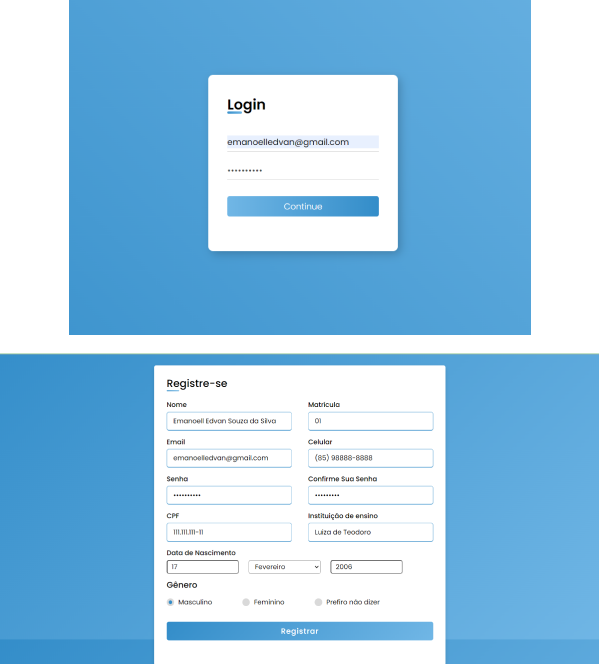 Login
emanoelledvan@gmail.com
••••••••••
Continue
Registre-se
Nome Matrícula
Emanoell Edvan Souza da Silva 01
Email Celular
emanoelledvan@gmail.com (85) 98888-8888
Senha Confirme Sua Senha
•••••••••• •••••••••
CPF Instituição de ensino
111.111.111-11 Luiza de Teodoro
Data de Nascimento
17 Fevereiro 2006
Gênero
Masculino Feminino Prefiro não dizer
Registrar